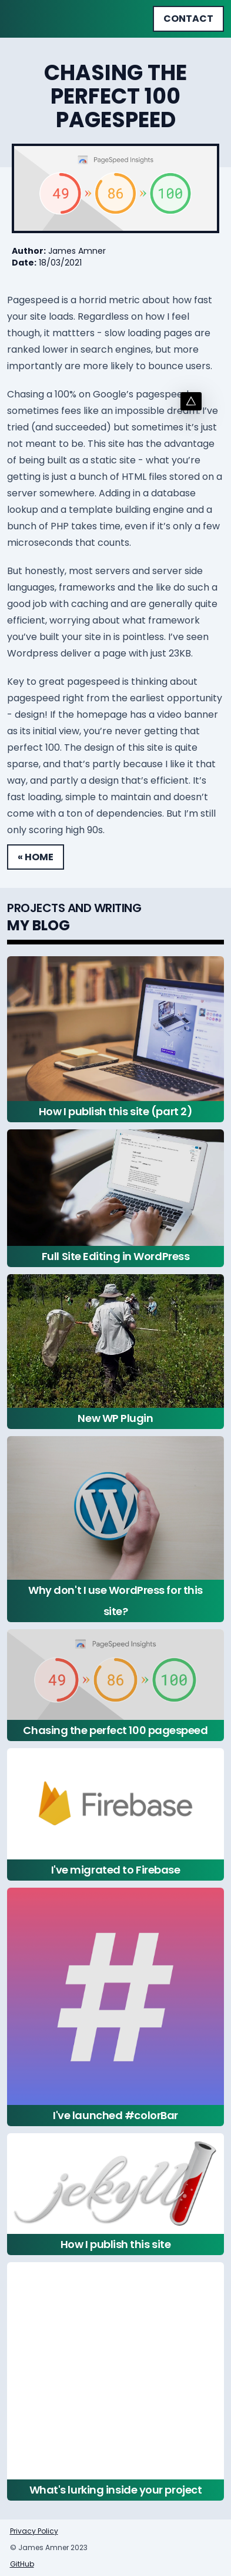 CONTACT
CHASING THE
PERFECT 100
PAGESPEED
PageSpeed Insights
49 » 86 » 100
Author: James Amner
Date: 18/03/2021
Pagespeed is a horrid metric about how fast
your site loads. Regardless on how I feel
though, it mattters - slow loading pages are
ranked lower in search engines, but more
importantly are more likely to bounce users.
Chasing a 100% on Google's pagespeed
sometimes feels like an impossible dream. I've
tried (and succeeded) but sometimes it's just
not meant to be. This site has the advantage
of being built as a static site - what you're
getting is just a bunch of HTML files stored on a
server somewhere. Adding in a database
lookup and a template building engine and a
bunch of PHP takes time, even if it's only a few
microseconds that counts.
But honestly, most servers and server side
languages, frameworks and the like do such a
good job with caching and are generally quite
efficient, worrying about what framework
you've built your site in is pointless. I've seen
Wordpress deliver a page with just 23KB.
Key to great pagespeed is thinking about
pagespeed right from the earliest opportunity
- design! If the homepage has a video banner
as its initial view, you're never getting that
perfect 100. The design of this site is quite
sparse, and that's partly because I like it that
way, and partly a design that's efficient. It's
fast loading, simple to maintain and doesn't
come with a ton of dependencies. But I'm still
only scoring high 90s.
« HOME
PROJECTS AND WRITING
MY BLOG
How I publish this site (part 2)
Full Site Editing in WordPress
New WP Plugin
Why don't I use WordPress for this
site?
PageSpeed Insights
49 » 86 » 100
Chasing the perfect 100 pagespeed
Firebase
I've migrated to Firebase
#
I've launched #colorBar
jekyll
How I publish this site
What's lurking inside your project
Privacy Policy
© James Amner 2023
GitHub